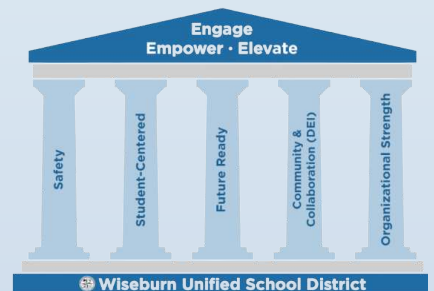 Engage
Empower · Elevate
Safety
Student-Centered
Future Ready
Community &
Collaboration (DEI)
Organizational Strength
Wiseburn Unified School District